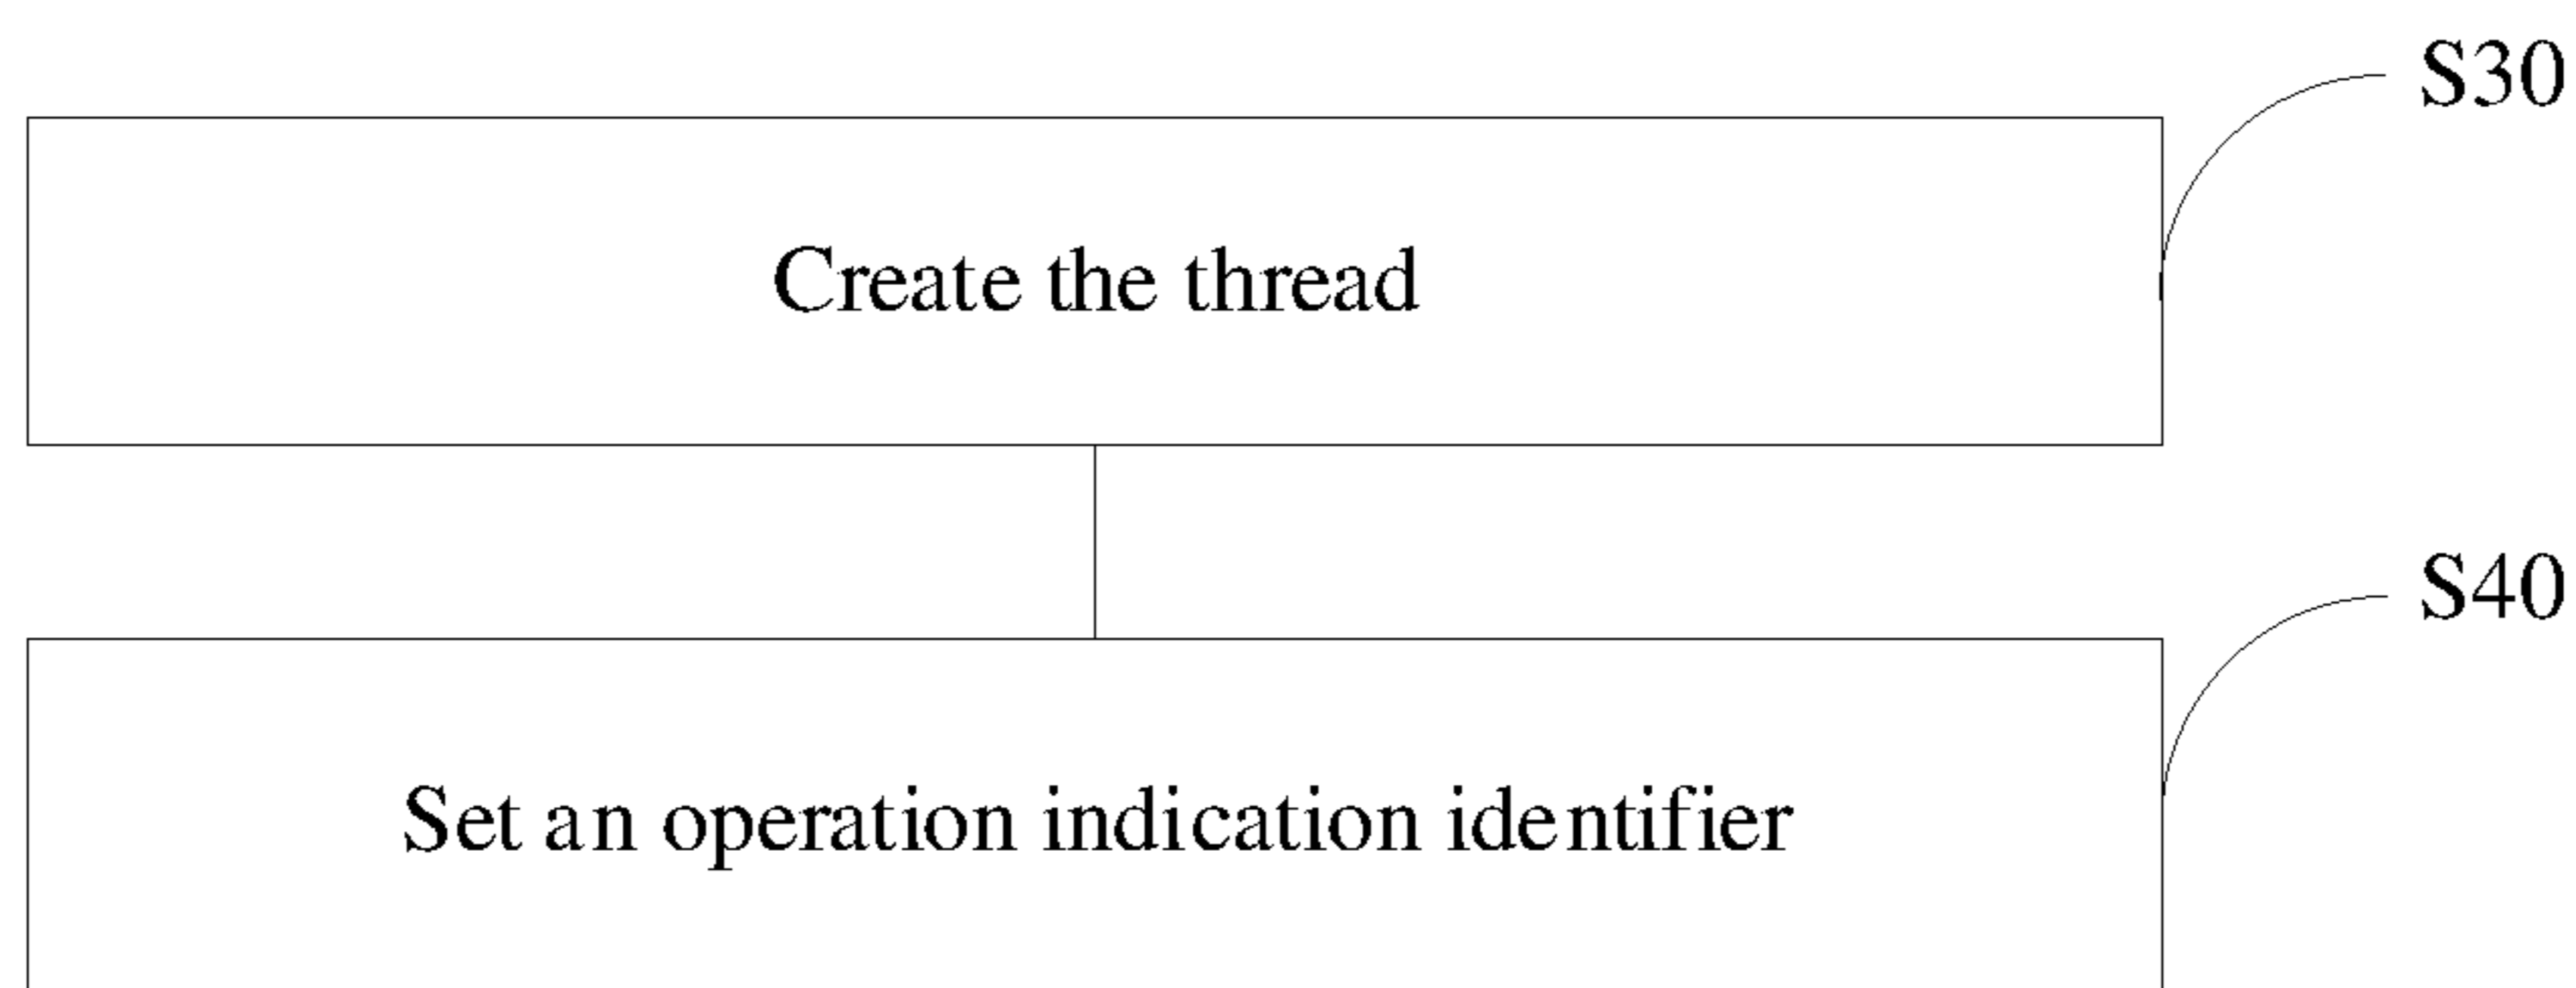 S30
Create the thread
S40
Set an operation indication identifier